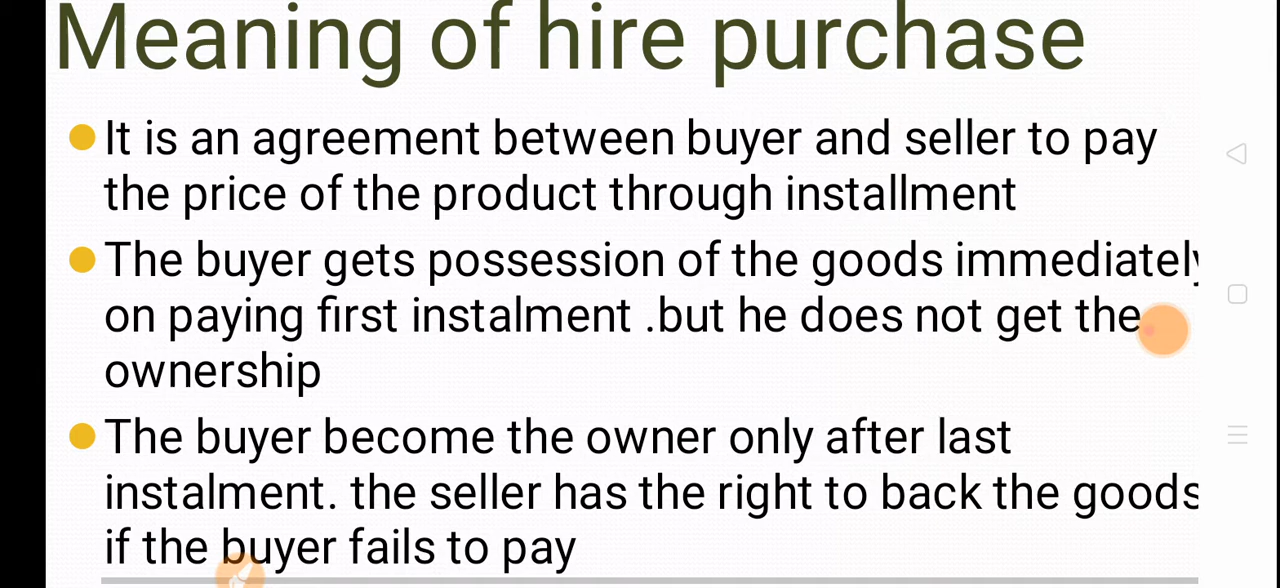 Meaning of hire purchase
It is an agreement between buyer and seller to pay
the price of the product through installment
The buyer gets possession of the goods immediately
on paying first instalment .but he does not get the
ownership
The buyer become the owner only after last
instalment. the seller has the right to back the goods
if the buyer fails to pay